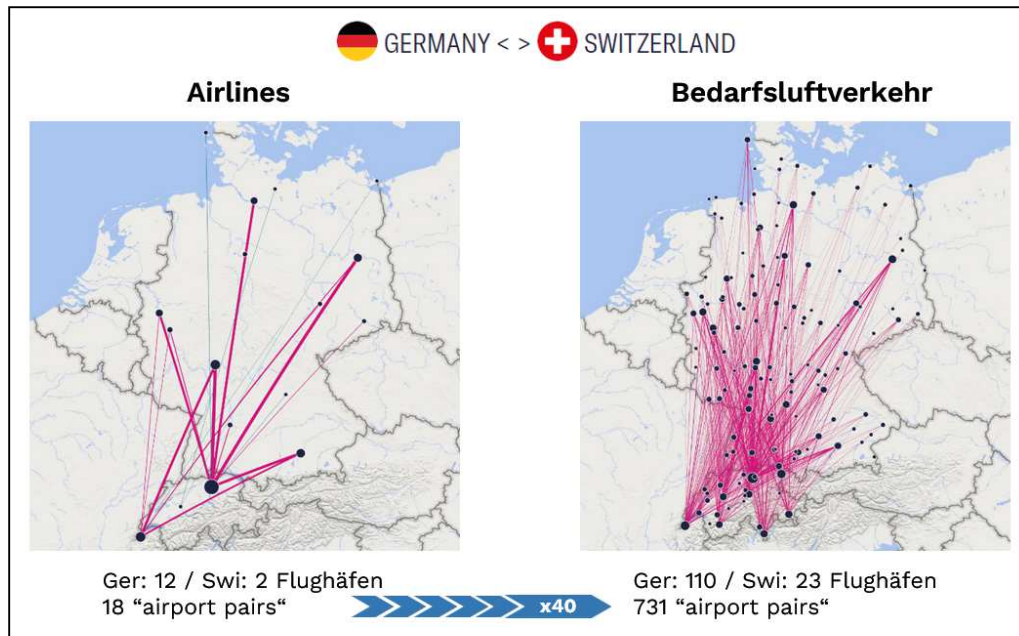 GERMANY < > SWITZERLAND
Airlines
Bedarfsluftverkehr
Ger: 12 / Swi: 2 Flughäfen
18 “airport pairs“
x40
Ger: 110 / Swi: 23 Flughäfen
731 “airport pairs“